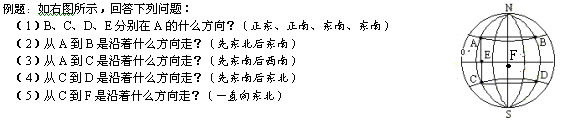 例题：如右图所示，回答下列问题：
（1）B、C、D、E分别在A的什么方向？（正东、正南、东南、东南）
（2）从A到B是沿着什么方向走？（先东北后东南）
（3）从A到C是沿着什么方向走？（先东南后西南）
（4）从C到D是沿着什么方向走？（先东南后东北）
（5）从C到F是沿着什么方向走？（一直向东北）
N
A
B
0°
E
F
C
D
S